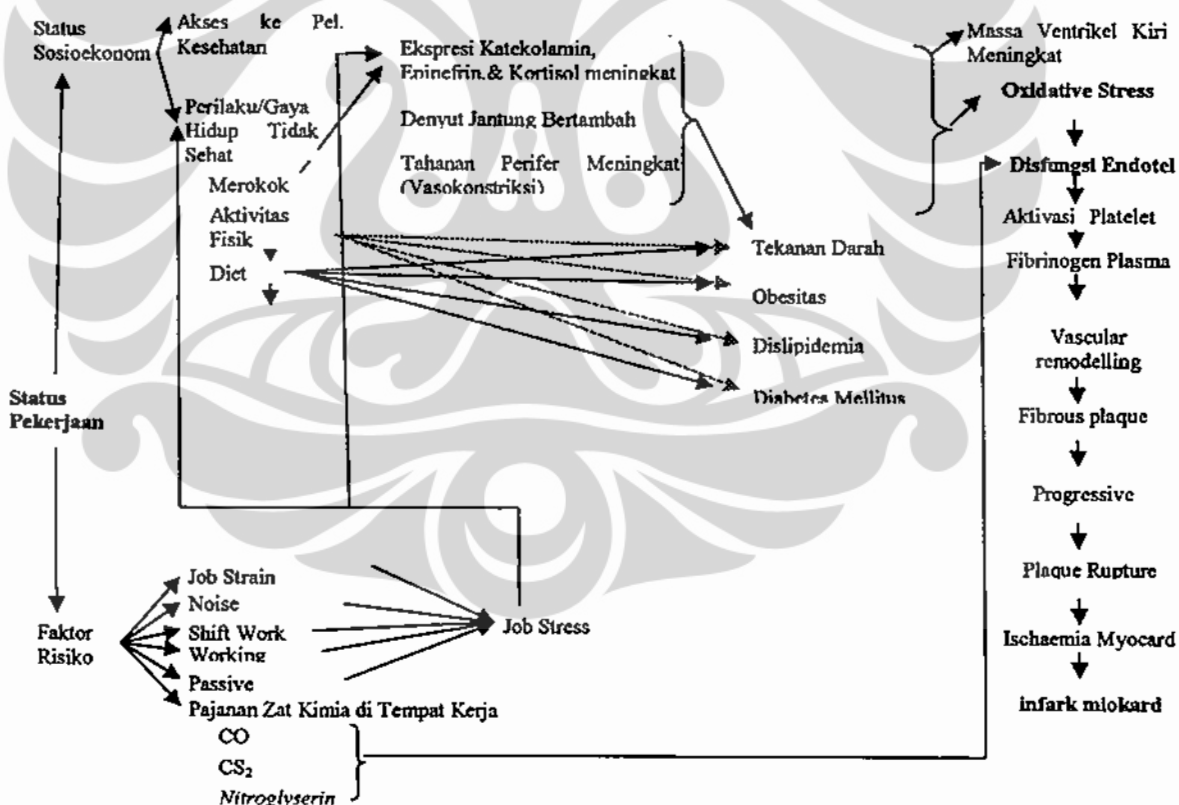 Status
Sosioekonom
Akses ke Pel.
Kesehatan
Perilaku/Gaya
Hidup Tidak
Sehat
Merokok
Aktivitas
Fisik
Diet
Ekspresi Katekolamin,
Epinefrin & Kortisol meningkat
Denyut Jantung Bertambah
Tahanan Perifer Meningkat
(Vasokonstriksi)
Tekanan Darah
Obesitas
Dislipidemia
Diabetes Mellitus
Status
Pekerjaan
Faktor
Risiko
Job Strain
Noise
Shift Work
Working
Passive
Pajanan Zat Kimia di Tempat Kerja
CO
CS₂
Nitroglyserin
Job Stress
Massa Ventrikel Kiri
Meningkat
Oxidative Stress
Disfungsi Endotel
Aktivasi Platelet
Fibrinogen Plasma
Vascular
remodelling
Fibrous plaque
Progressive
Plaque Rupture
Ischaemia Myocard
infark miokard